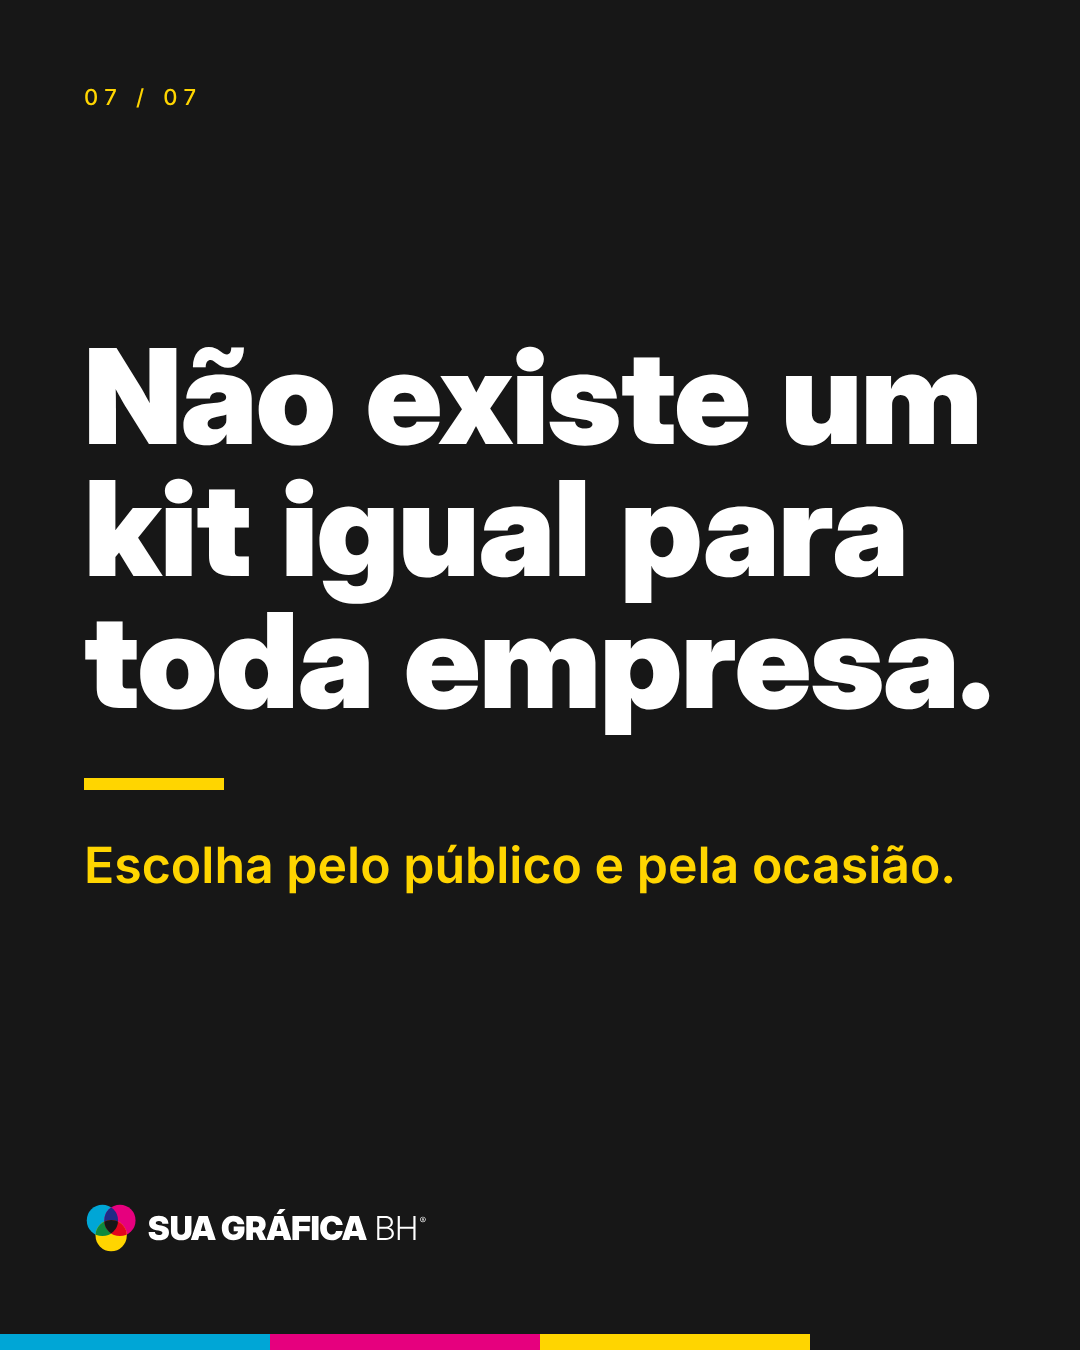 07 / 07
Não existe um
kit igual para
toda empresa.
Escolha pelo público e pela ocasião.
SUA GRÁFICA BH®